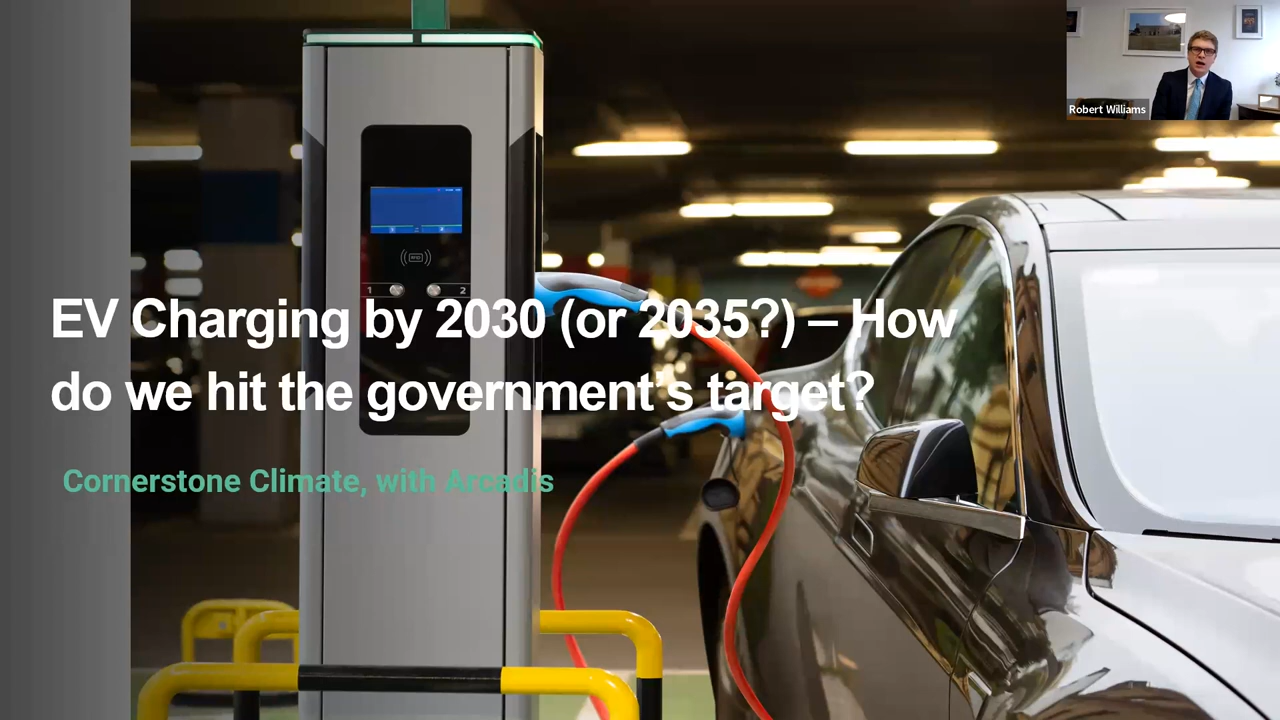 Robert Williams
RFID
1 2
EV Charging by 2030 (or 2035?) – How
do we hit the government's target?
Cornerstone Climate, with Arcadis